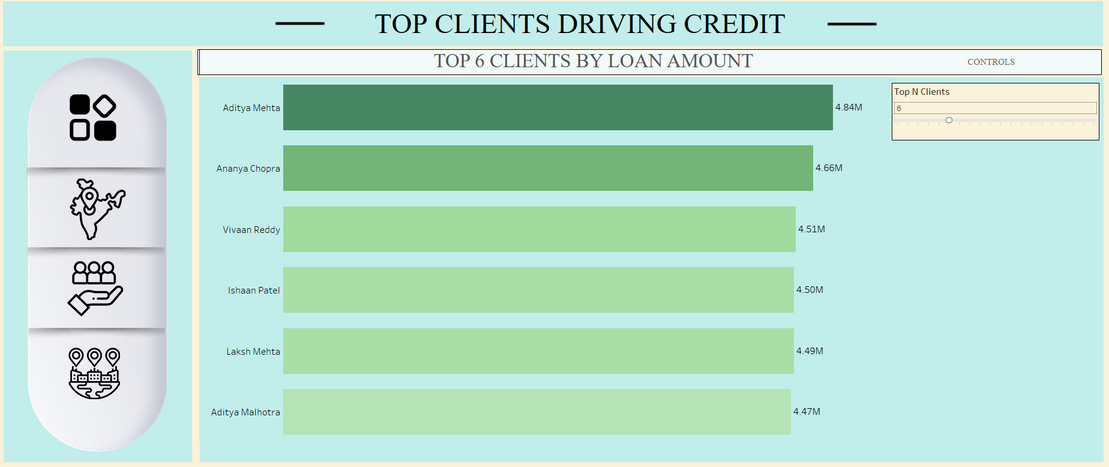 TOP CLIENTS DRIVING CREDIT
TOP 6 CLIENTS BY LOAN AMOUNT
CONTROLS
Top N Clients
6
Aditya Mehta 4.84M
Ananya Chopra 4.66M
Vivaan Reddy 4.51M
Ishaan Patel 4.50M
Laksh Mehta 4.49M
Aditya Malhotra 4.47M